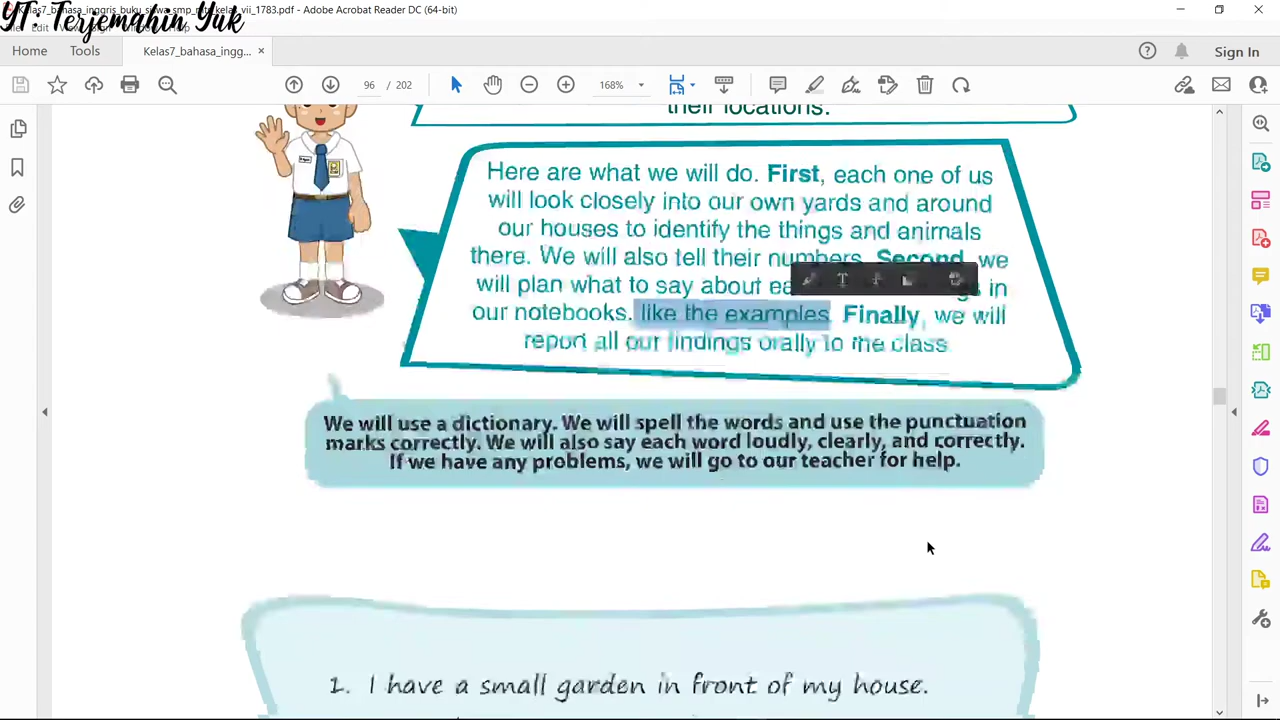 YT: Terjemahin Yuk
- Adobe Acrobat Reader DC (64-bit)
Home Tools Kelas7_bahasa_ingg... × Sign In
96 / 202 168%
their locations.
Here are what we will do. First, each one of us
will look closely into our own yards and around
our houses to identify the things and animals
there. We will also tell their numbers. Second, we
will plan what to say about in
our notebooks, like the examples. Finally, we will
report all our findings orally to the class
We will use a dictionary. We will spell the words and use the punctuation
marks correctly. We will also say each word loudly, clearly, and correctly.
If we have any problems, we will go to our teacher for help.
1. I have a small garden in front of my house.